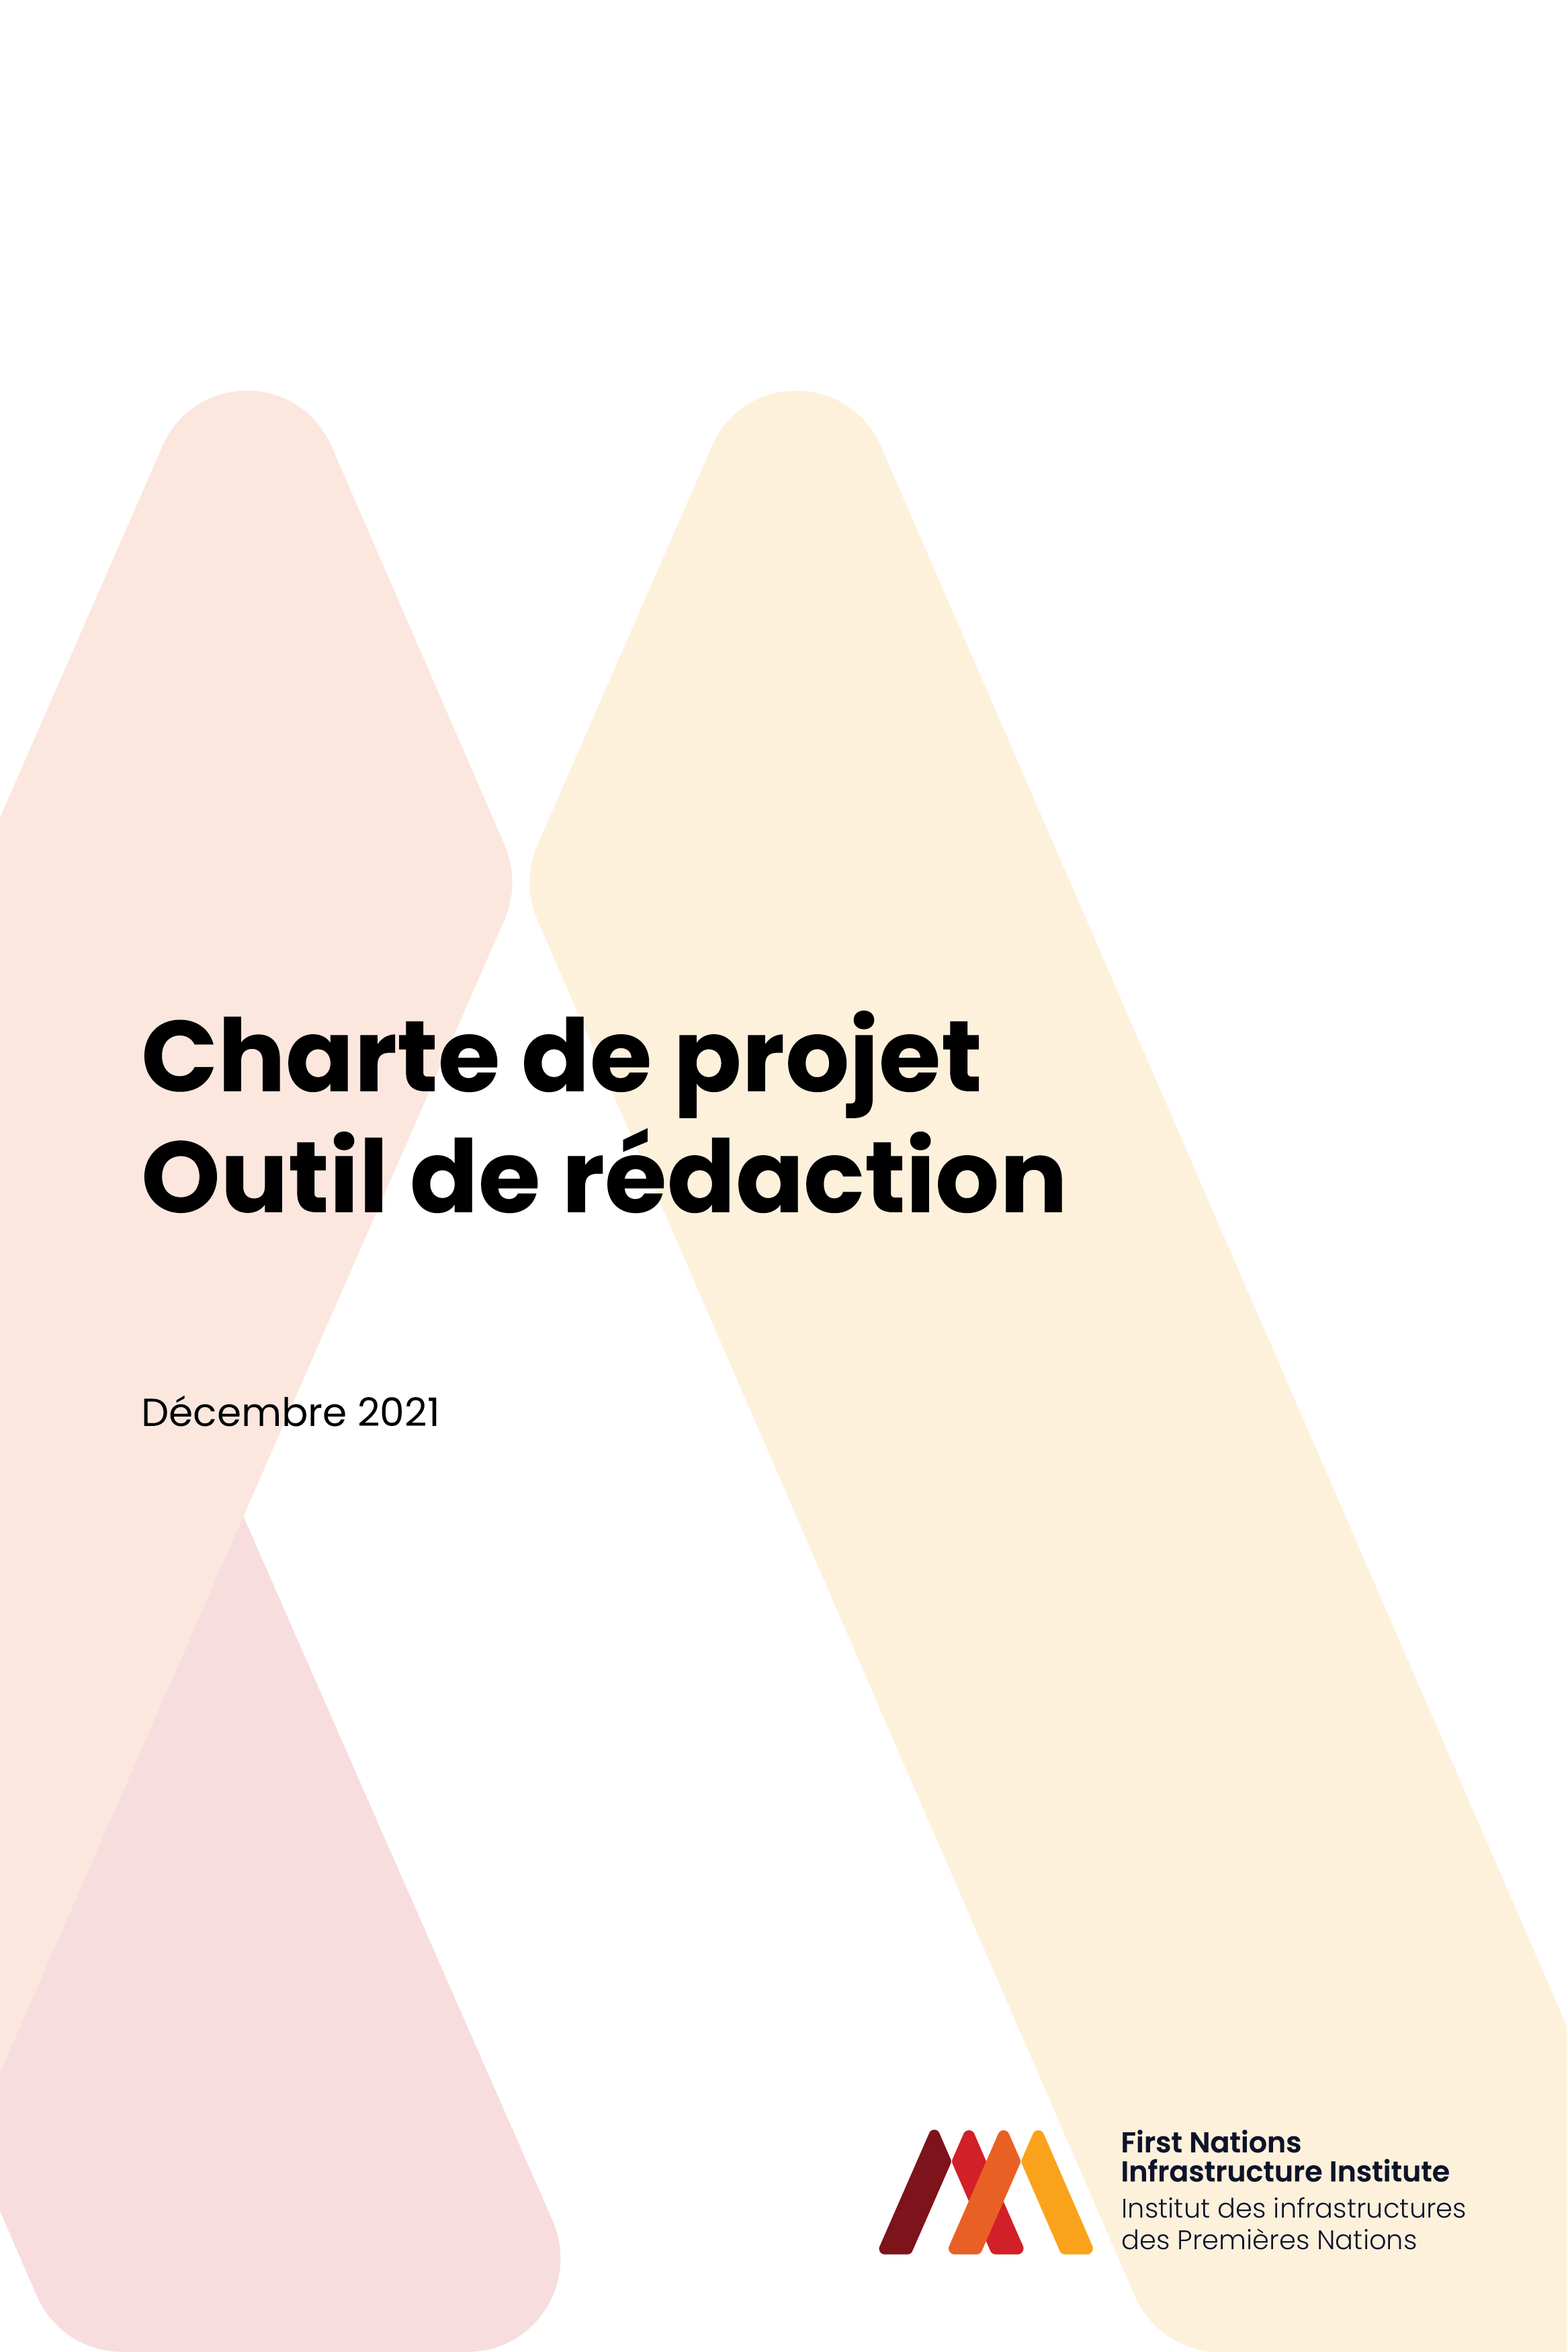 Charte de projet
Outil de rédaction
Décembre 2021
First Nations
Infrastructure Institute
Institut des infrastructures
des Premières Nations